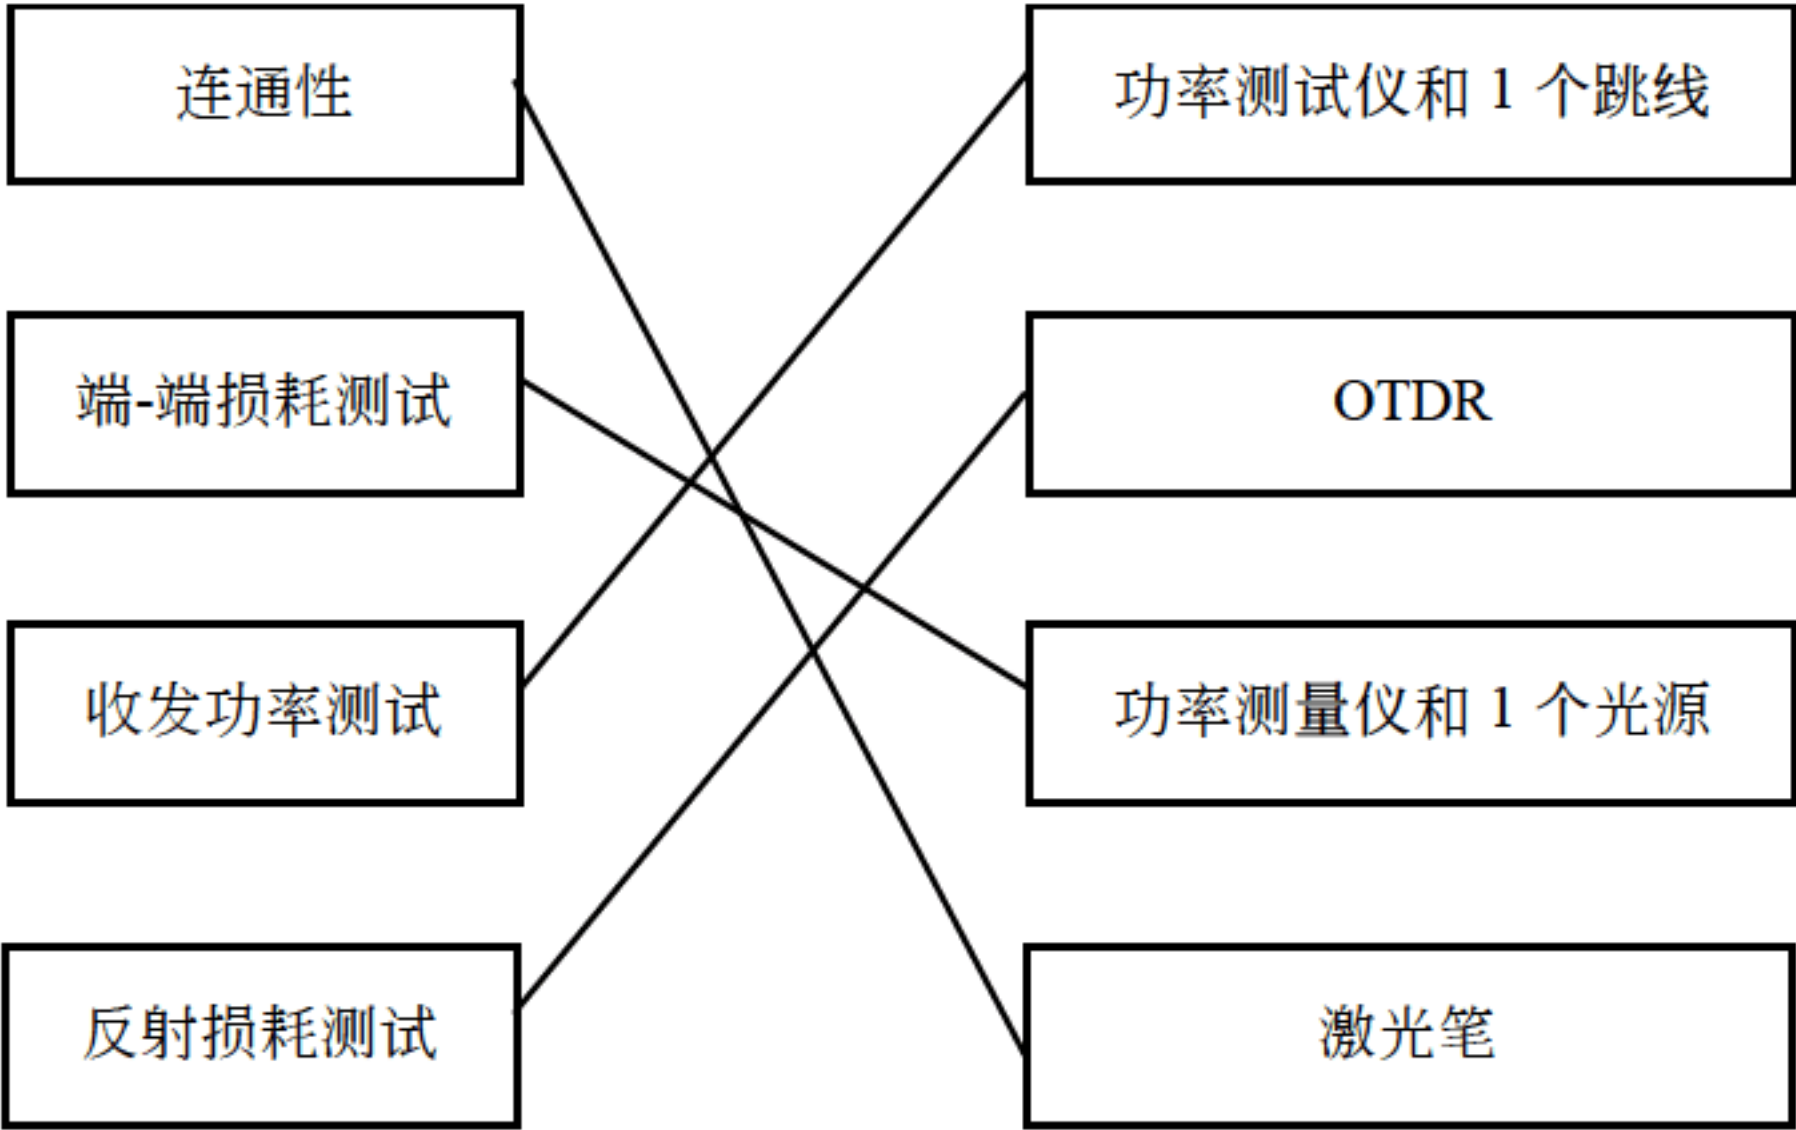 连通性
功率测试仪和 1 个跳线
端-端损耗测试
OTDR
收发功率测试
功率测量仪和 1 个光源
反射损耗测试
激光笔